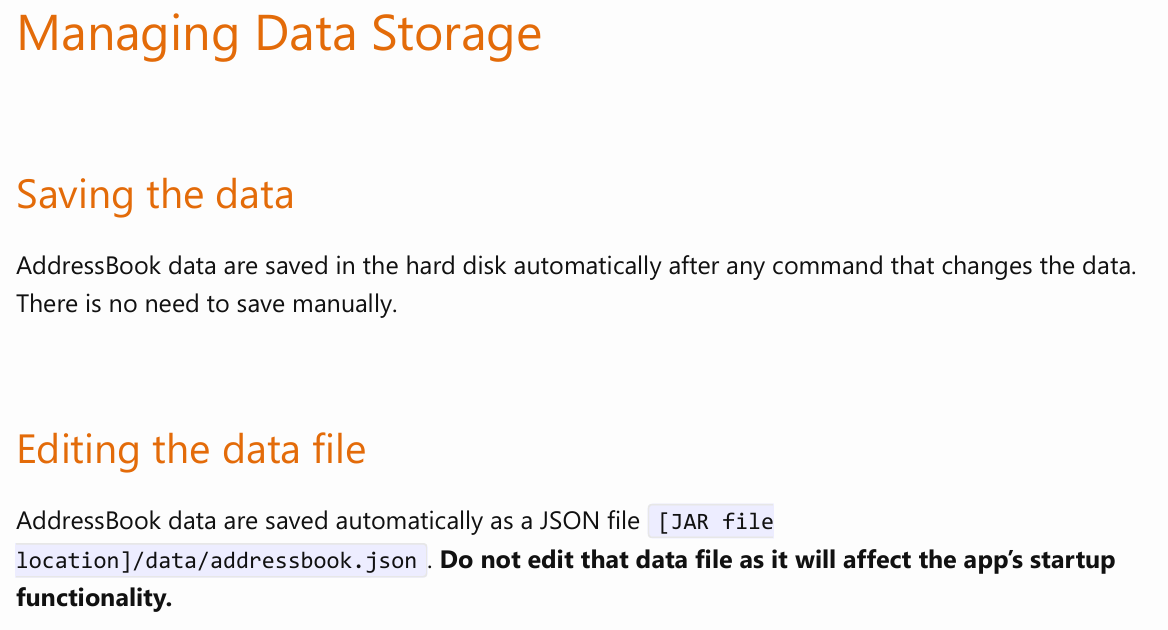 Managing Data Storage
Saving the data
AddressBook data are saved in the hard disk automatically after any command that changes the data.
There is no need to save manually.
Editing the data file
AddressBook data are saved automatically as a JSON file [JAR file
location]/data/addressbook.json . Do not edit that data file as it will affect the app’s startup
functionality.